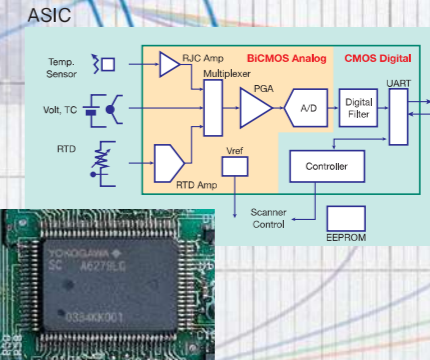 ASIC
RJC Amp
BiCMOS Analog
CMOS Digital
Temp.
Sensor
Multiplexer
UART
PGA
Volt, TC
A/D
Digital
Filter
RTD
Vref
Controller
RTD Amp
Scanner
Control
EEPROM
YOKOGAWA
SC A6279LG
0334KK001